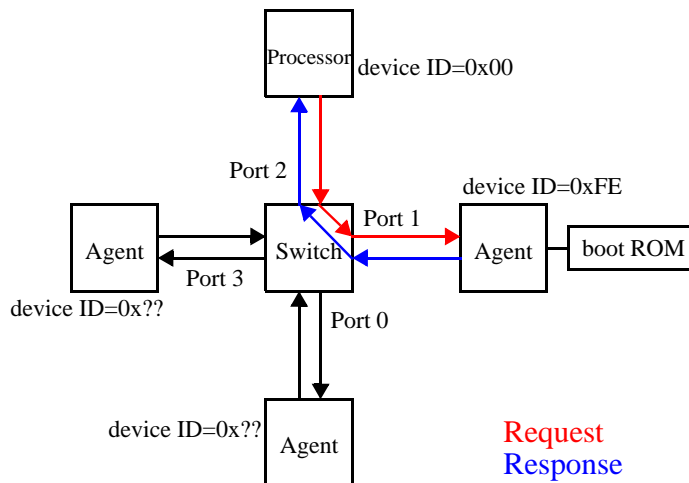 Processor
device ID=0x00
Port 2
device ID=0xFE
Port 1
Agent
Switch
Agent
boot ROM
Port 3
device ID=0x??
Port 0
device ID=0x??
Agent
Request
Response